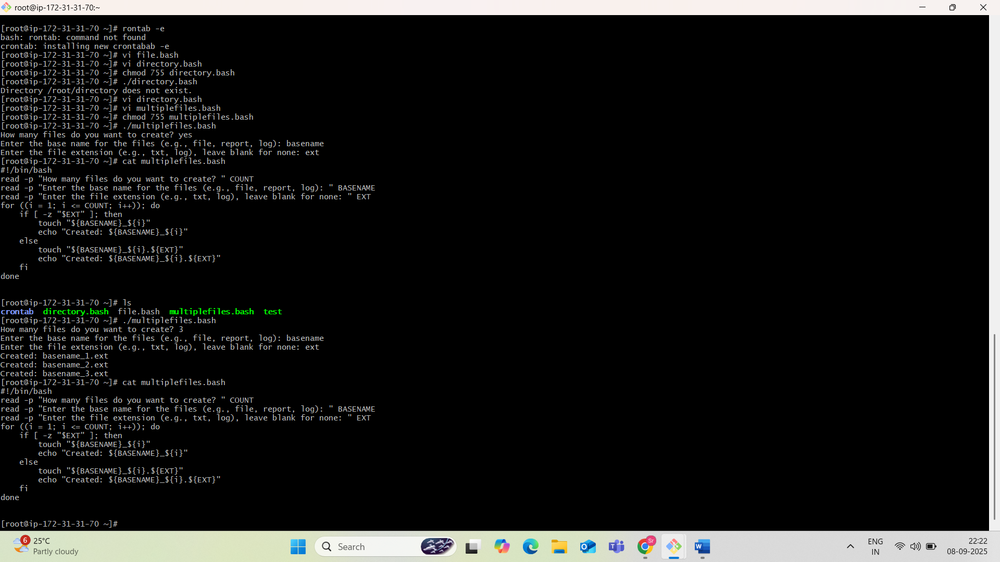 root@ip-172-31-31-70:~
[root@ip-172-31-31-70 ~]# rontab -e
bash: rontab: command not found
crontab: installing new crontabab -e
[root@ip-172-31-31-70 ~]# vi file.bash
[root@ip-172-31-31-70 ~]# vi directory.bash
[root@ip-172-31-31-70 ~]# chmod 755 directory.bash
[root@ip-172-31-31-70 ~]# ./directory.bash
Directory /root/directory does not exist.
[root@ip-172-31-31-70 ~]# vi directory.bash
[root@ip-172-31-31-70 ~]# vi multiplefiles.bash
[root@ip-172-31-31-70 ~]# chmod 755 multiplefiles.bash
[root@ip-172-31-31-70 ~]# ./multiplefiles.bash
How many files do you want to create? yes
Enter the base name for the files (e.g., file, report, log): basename
Enter the file extension (e.g., txt, log), leave blank for none: ext
[root@ip-172-31-31-70 ~]# cat multiplefiles.bash
#!/bin/bash
read -p "How many files do you want to create? " COUNT
read -p "Enter the base name for the files (e.g., file, report, log): " BASENAME
read -p "Enter the file extension (e.g., txt, log), leave blank for none: " EXT
for ((i = 1; i <= COUNT; i++)); do
    if [ -z "$EXT" ]; then
        touch "${BASENAME}_${i}"
        echo "Created: ${BASENAME}_${i}"
    else
        touch "${BASENAME}_${i}.${EXT}"
        echo "Created: ${BASENAME}_${i}.${EXT}"
    fi
done
[root@ip-172-31-31-70 ~]# ls
crontab  directory.bash  file.bash  multiplefiles.bash  test
[root@ip-172-31-31-70 ~]# ./multiplefiles.bash
How many files do you want to create? 3
Enter the base name for the files (e.g., file, report, log): basename
Enter the file extension (e.g., txt, log), leave blank for none: ext
Created: basename_1.ext
Created: basename_2.ext
Created: basename_3.ext
[root@ip-172-31-31-70 ~]# cat multiplefiles.bash
#!/bin/bash
read -p "How many files do you want to create? " COUNT
read -p "Enter the base name for the files (e.g., file, report, log): " BASENAME
read -p "Enter the file extension (e.g., txt, log), leave blank for none: " EXT
for ((i = 1; i <= COUNT; i++)); do
    if [ -z "$EXT" ]; then
        touch "${BASENAME}_${i}"
        echo "Created: ${BASENAME}_${i}"
    else
        touch "${BASENAME}_${i}.${EXT}"
        echo "Created: ${BASENAME}_${i}.${EXT}"
    fi
done
[root@ip-172-31-31-70 ~]#
6
25°C
Partly cloudy
Search
Sr
ENG
IN
22:22
08-09-2025